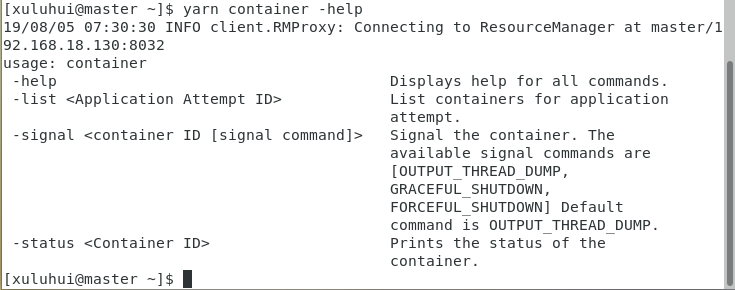 [xuluhui@master ~]$ yarn container -help
19/08/05 07:30:30 INFO client.RMProxy: Connecting to ResourceManager at master/1
92.168.18.130:8032
usage: container
 -help                                     Displays help for all commands.
 -list <Application Attempt ID>            List containers for application
                                           attempt.
 -signal <container ID [signal command]>   Signal the container. The
                                           available signal commands are
                                           [OUTPUT_THREAD_DUMP,
                                           GRACEFUL_SHUTDOWN,
                                           FORCEFUL_SHUTDOWN] Default
                                           command is OUTPUT_THREAD_DUMP.
 -status <Container ID>                    Prints the status of the
                                           container.
[xuluhui@master ~]$